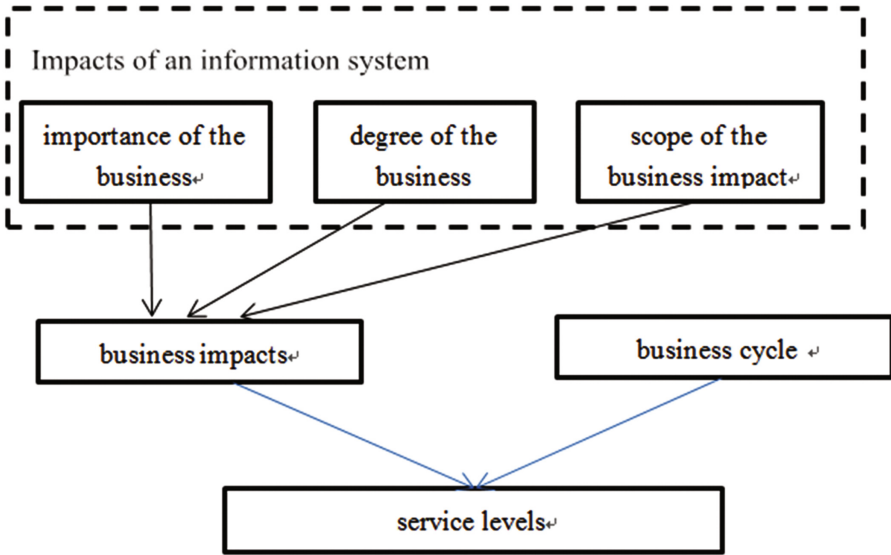 Impacts of an information system
importance of the
business↵
degree of the
business
scope of the
business impact↵
business impacts↵
business cycle ↵
service levels↵